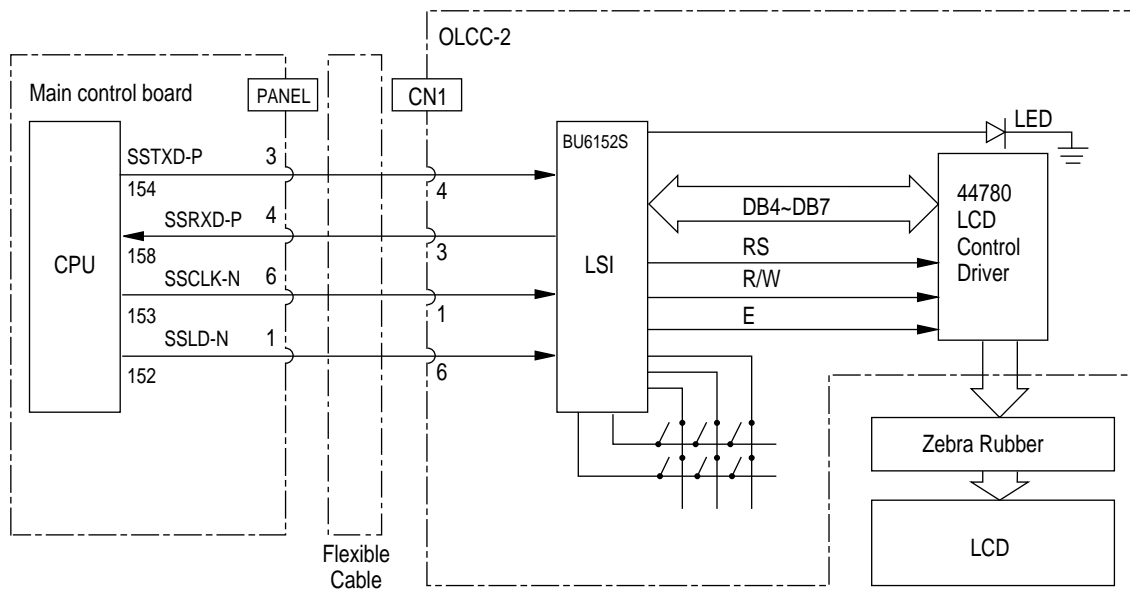 OLCC-2
Main control board
PANEL
CN1
CPU
SSTXD-P
3
154
4
SSRXD-P
4
158
3
SSCLK-N
6
153
1
SSLD-N
1
152
6
BU6152S
LSI
LED
DB4~DB7
RS
R/W
E
44780
LCD
Control
Driver
Zebra Rubber
LCD
Flexible
Cable